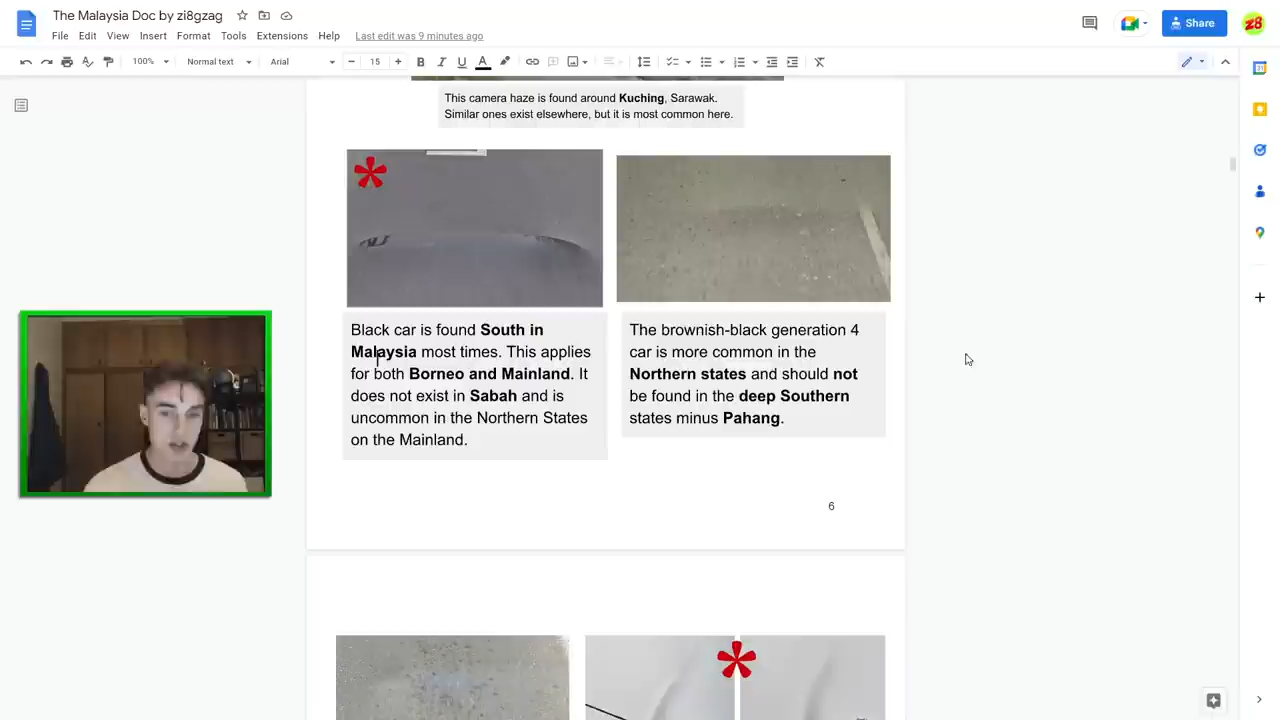 The Malaysia Doc by zi8gzag
File Edit View Insert Format Tools Extensions Help Last edit was 9 minutes ago
Share
z8
100% Normal text Arial 15
B I U A
This camera haze is found around Kuching, Sarawak.
Similar ones exist elsewhere, but it is most common here.
*
Black car is found South in
Malaysia most times. This applies
for both Borneo and Mainland. It
does not exist in Sabah and is
uncommon in the Northern States
on the Mainland.
The brownish-black generation 4
car is more common in the
Northern states and should not
be found in the deep Southern
states minus Pahang.
6
*